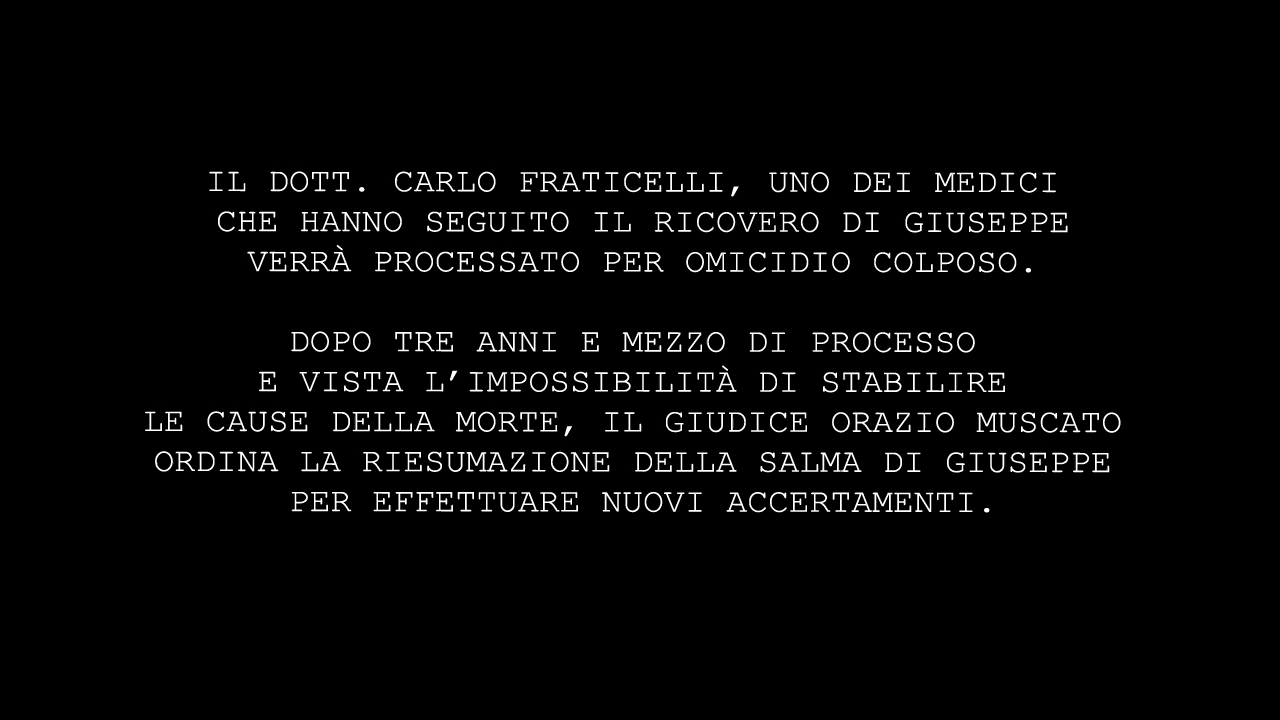 IL DOTT. CARLO FRATICELLI, UNO DEI MEDICI
CHE HANNO SEGUITO IL RICOVERO DI GIUSEPPE
VERRÀ PROCESSATO PER OMICIDIO COLPOSO.
DOPO TRE ANNI E MEZZO DI PROCESSO
E VISTA L’IMPOSSIBILITÀ DI STABILIRE
LE CAUSE DELLA MORTE, IL GIUDICE ORAZIO MUSCATO
ORDINA LA RIESUMAZIONE DELLA SALMA DI GIUSEPPE
PER EFFETTUARE NUOVI ACCERTAMENTI.